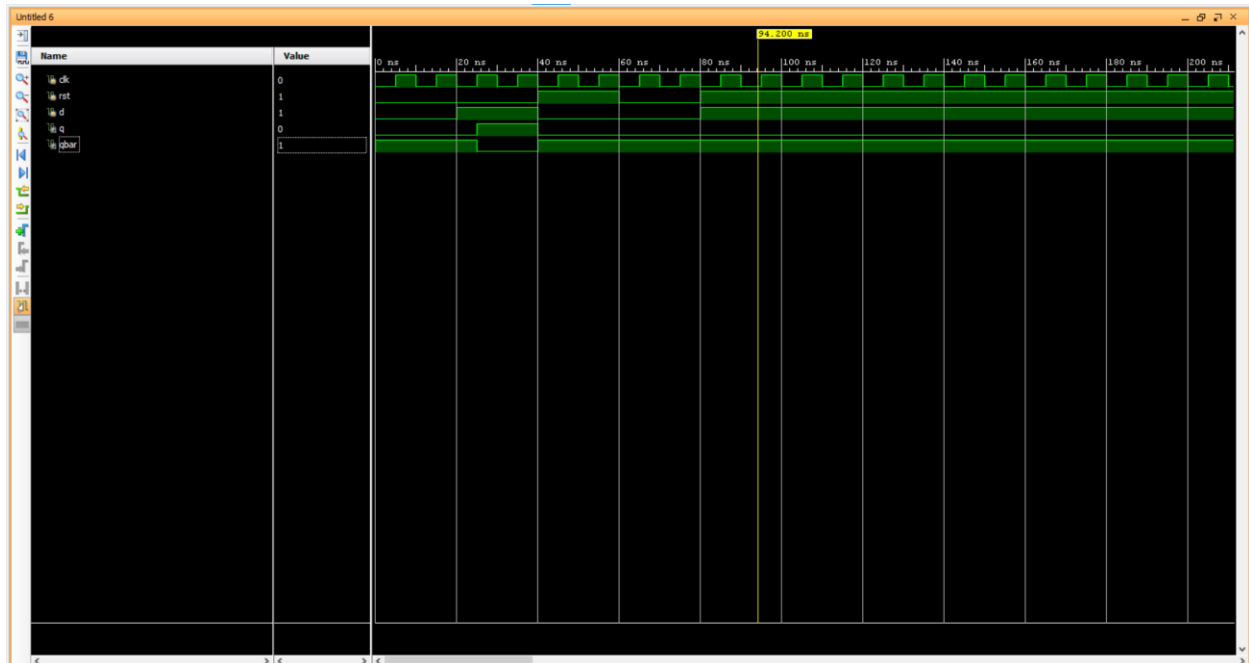 Untitled 6
94.200 ns
Name Value
0 ns 20 ns 40 ns 60 ns 80 ns 100 ns 120 ns 140 ns 160 ns 180 ns 200 ns
clk 0
rst 1
d 1
q 0
qbar 1